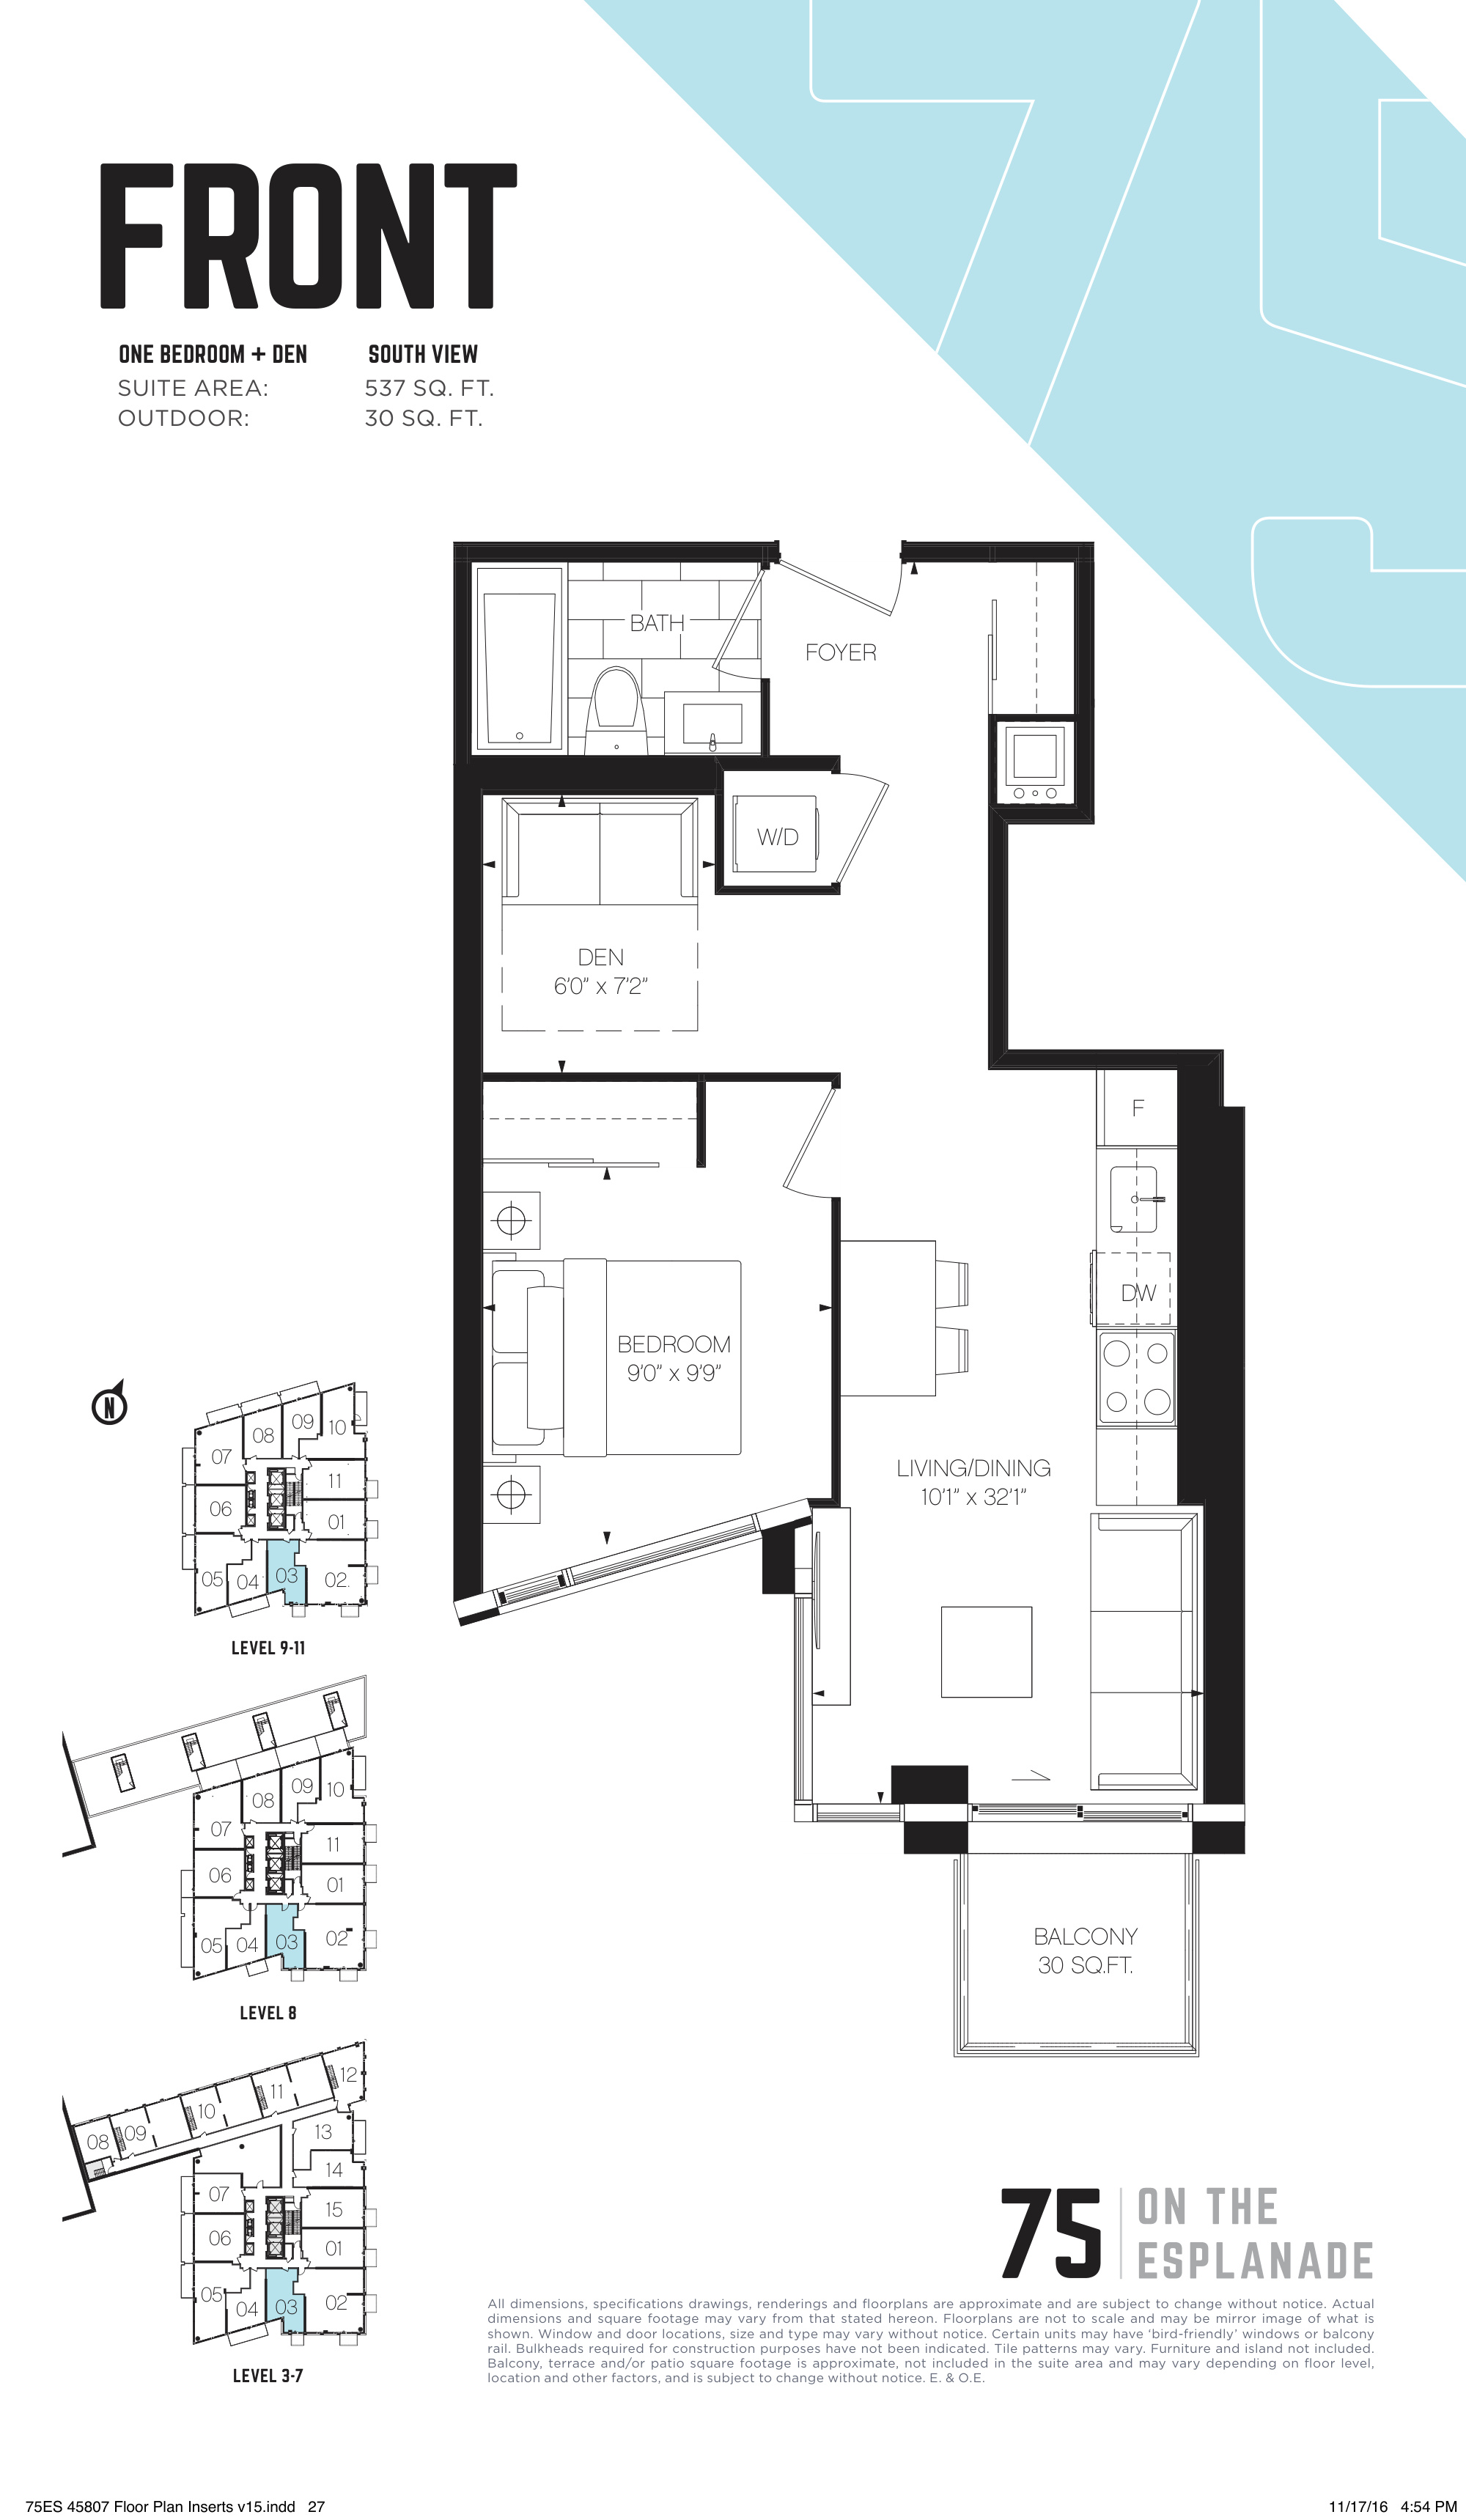 FRONT
ONE BEDROOM + DEN SOUTH VIEW
SUITE AREA: 537 SQ. FT.
OUTDOOR: 30 SQ. FT.
BATH
FOYER
W/D
DEN
6'0" x 7'2"
F
DW
BEDROOM
9'0" x 9'9"
LIVING/DINING
10'1" x 32'1"
BALCONY
30 SQ.FT.
N
09
10
08
07
11
06
01
05
04
03
02
LEVEL 9-11
09
10
08
07
11
06
01
05
04
03
02
LEVEL 8
12
11
10
09
08
13
14
07
15
06
01
05
04
03
02
LEVEL 3-7
75
ON THE
ESPLANADE
All dimensions, specifications drawings, renderings and floorplans are approximate and are subject to change without notice. Actual
dimensions and square footage may vary from that stated hereon. Floorplans are not to scale and may be mirror image of what is
shown. Window and door locations, size and type may vary without notice. Certain units may have 'bird-friendly' windows or balcony
rail. Bulkheads required for construction purposes have not been indicated. Tile patterns may vary. Furniture and island not included.
Balcony, terrace and/or patio square footage is approximate, not included in the suite area and may vary depending on floor level,
location and other factors, and is subject to change without notice. E. & O.E.
75ES 45807 Floor Plan Inserts v15.indd 27
11/17/16 4:54 PM